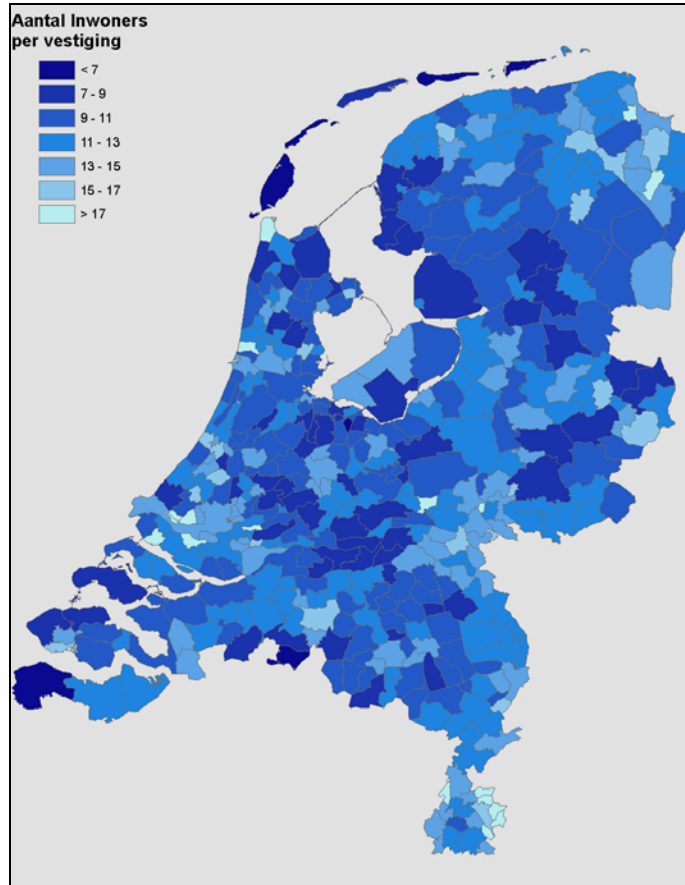 Aantal Inwoners
per vestiging
< 7
7 - 9
9 - 11
11 - 13
13 - 15
15 - 17
> 17